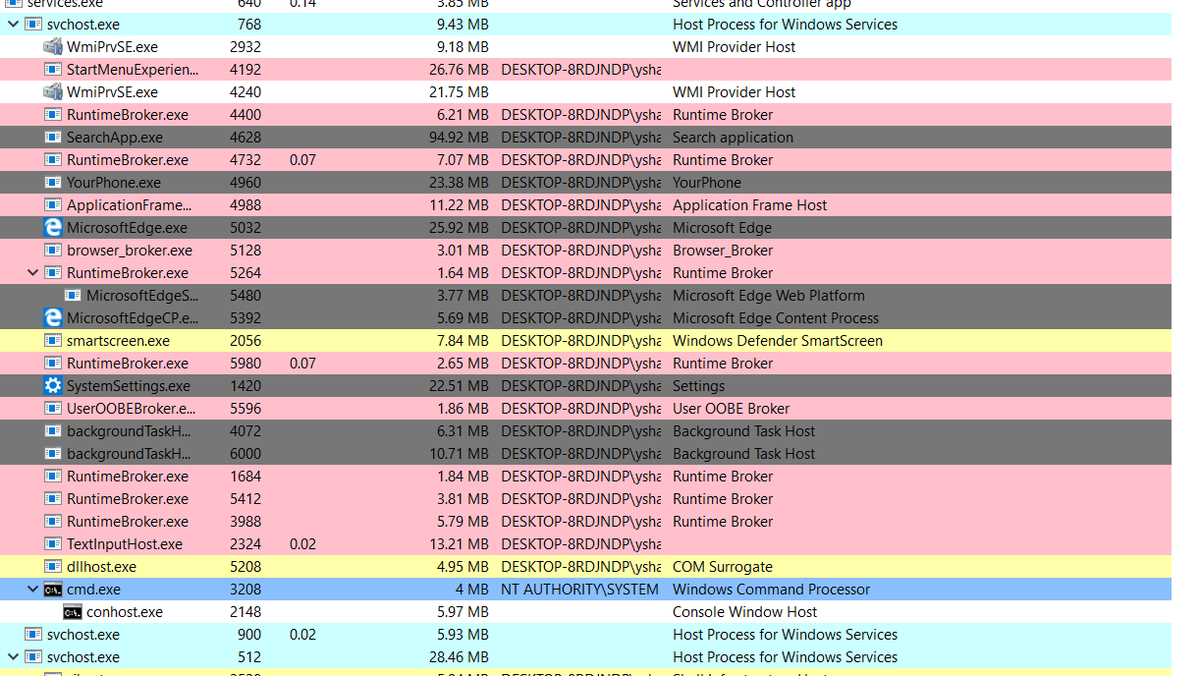 services.exe 640 0.14 3.85 MB Services and Controller app
svchost.exe 768 9.43 MB Host Process for Windows Services
WmiPrvSE.exe 2932 9.18 MB WMI Provider Host
StartMenuExperien... 4192 26.76 MB DESKTOP-8RDJNDP\ysha
WmiPrvSE.exe 4240 21.75 MB WMI Provider Host
RuntimeBroker.exe 4400 6.21 MB DESKTOP-8RDJNDP\ysha Runtime Broker
SearchApp.exe 4628 94.92 MB DESKTOP-8RDJNDP\ysha Search application
RuntimeBroker.exe 4732 0.07 7.07 MB DESKTOP-8RDJNDP\ysha Runtime Broker
YourPhone.exe 4960 23.38 MB DESKTOP-8RDJNDP\ysha YourPhone
ApplicationFrame... 4988 11.22 MB DESKTOP-8RDJNDP\ysha Application Frame Host
MicrosoftEdge.exe 5032 25.92 MB DESKTOP-8RDJNDP\ysha Microsoft Edge
browser_broker.exe 5128 3.01 MB DESKTOP-8RDJNDP\ysha Browser_Broker
RuntimeBroker.exe 5264 1.64 MB DESKTOP-8RDJNDP\ysha Runtime Broker
MicrosoftEdgeS... 5480 3.77 MB DESKTOP-8RDJNDP\ysha Microsoft Edge Web Platform
MicrosoftEdgeCP.e... 5392 5.69 MB DESKTOP-8RDJNDP\ysha Microsoft Edge Content Process
smartscreen.exe 2056 7.84 MB DESKTOP-8RDJNDP\ysha Windows Defender SmartScreen
RuntimeBroker.exe 5980 0.07 2.65 MB DESKTOP-8RDJNDP\ysha Runtime Broker
SystemSettings.exe 1420 22.51 MB DESKTOP-8RDJNDP\ysha Settings
UserOOBEBroker.e... 5596 1.86 MB DESKTOP-8RDJNDP\ysha User OOBE Broker
backgroundTaskH... 4072 6.31 MB DESKTOP-8RDJNDP\ysha Background Task Host
backgroundTaskH... 6000 10.71 MB DESKTOP-8RDJNDP\ysha Background Task Host
RuntimeBroker.exe 1684 1.84 MB DESKTOP-8RDJNDP\ysha Runtime Broker
RuntimeBroker.exe 5412 3.81 MB DESKTOP-8RDJNDP\ysha Runtime Broker
RuntimeBroker.exe 3988 5.79 MB DESKTOP-8RDJNDP\ysha Runtime Broker
TextInputHost.exe 2324 0.02 13.21 MB DESKTOP-8RDJNDP\ysha
dllhost.exe 5208 4.95 MB DESKTOP-8RDJNDP\ysha COM Surrogate
cmd.exe 3208 4 MB NT AUTHORITY\SYSTEM Windows Command Processor
conhost.exe 2148 5.97 MB Console Window Host
svchost.exe 900 0.02 5.93 MB Host Process for Windows Services
svchost.exe 512 28.46 MB Host Process for Windows Services